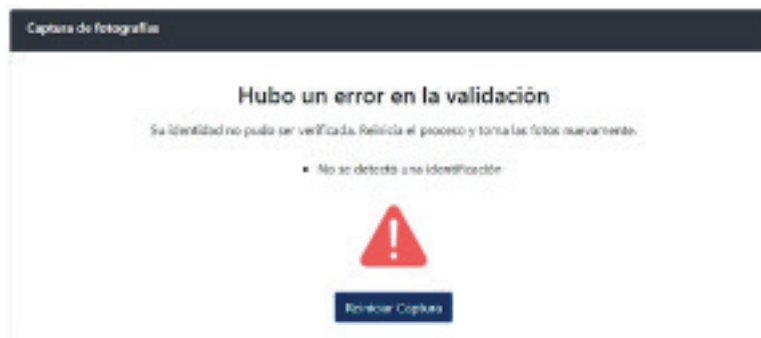 Captura de fotografías
Hubo un error en la validación
Su identidad no pudo ser verificada. Reinicia el proceso y toma las fotos nuevamente.
No se detectó una identificación
Reiniciar Captura